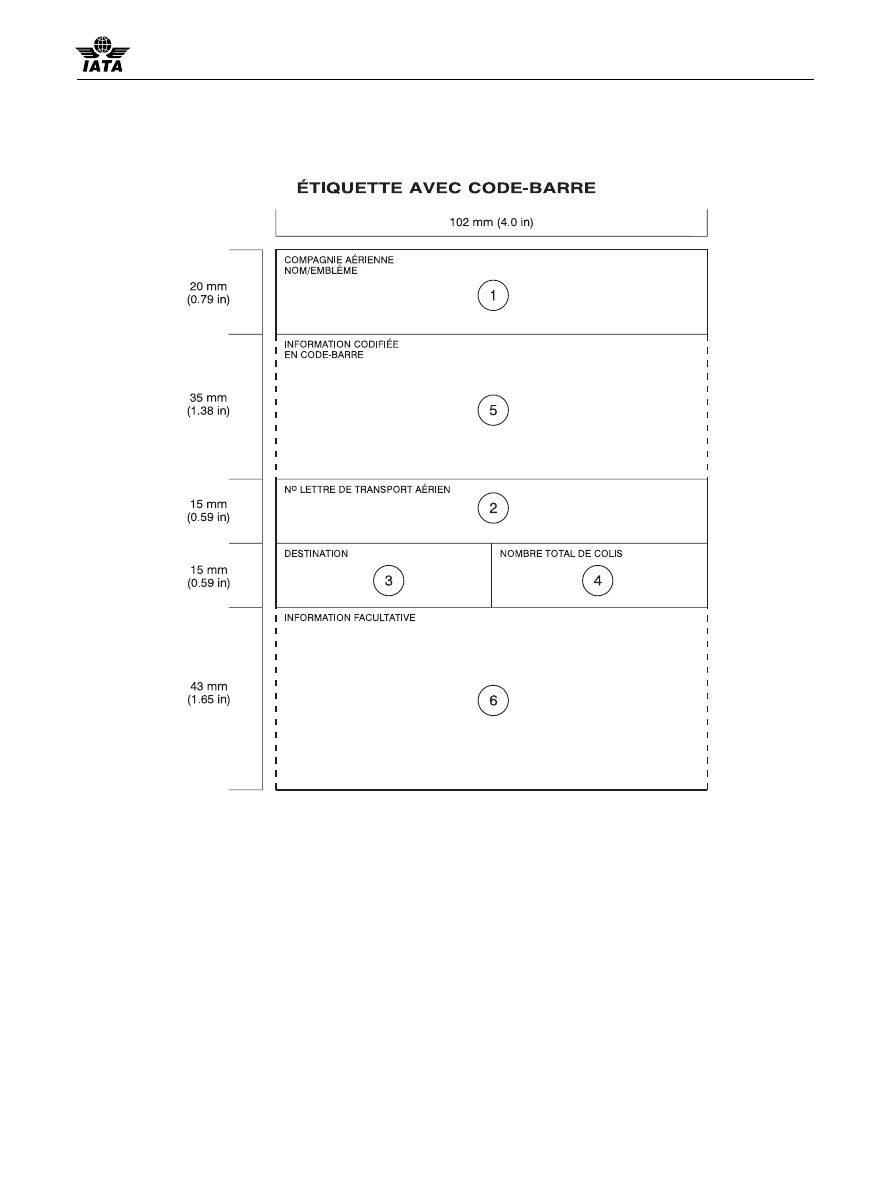 IATA
ÉTIQUETTE AVEC CODE-BARRE
102 mm (4.0 in)
20 mm
(0.79 in)
COMPAGNIE AÉRIENNE
NOM/EMBLÈME
1
35 mm
(1.38 in)
INFORMATION CODIFIÉE
EN CODE-BARRE
5
15 mm
(0.59 in)
Nº LETTRE DE TRANSPORT AÉRIEN
2
15 mm
(0.59 in)
DESTINATION
3
NOMBRE TOTAL DE COLIS
4
43 mm
(1.65 in)
INFORMATION FACULTATIVE
6